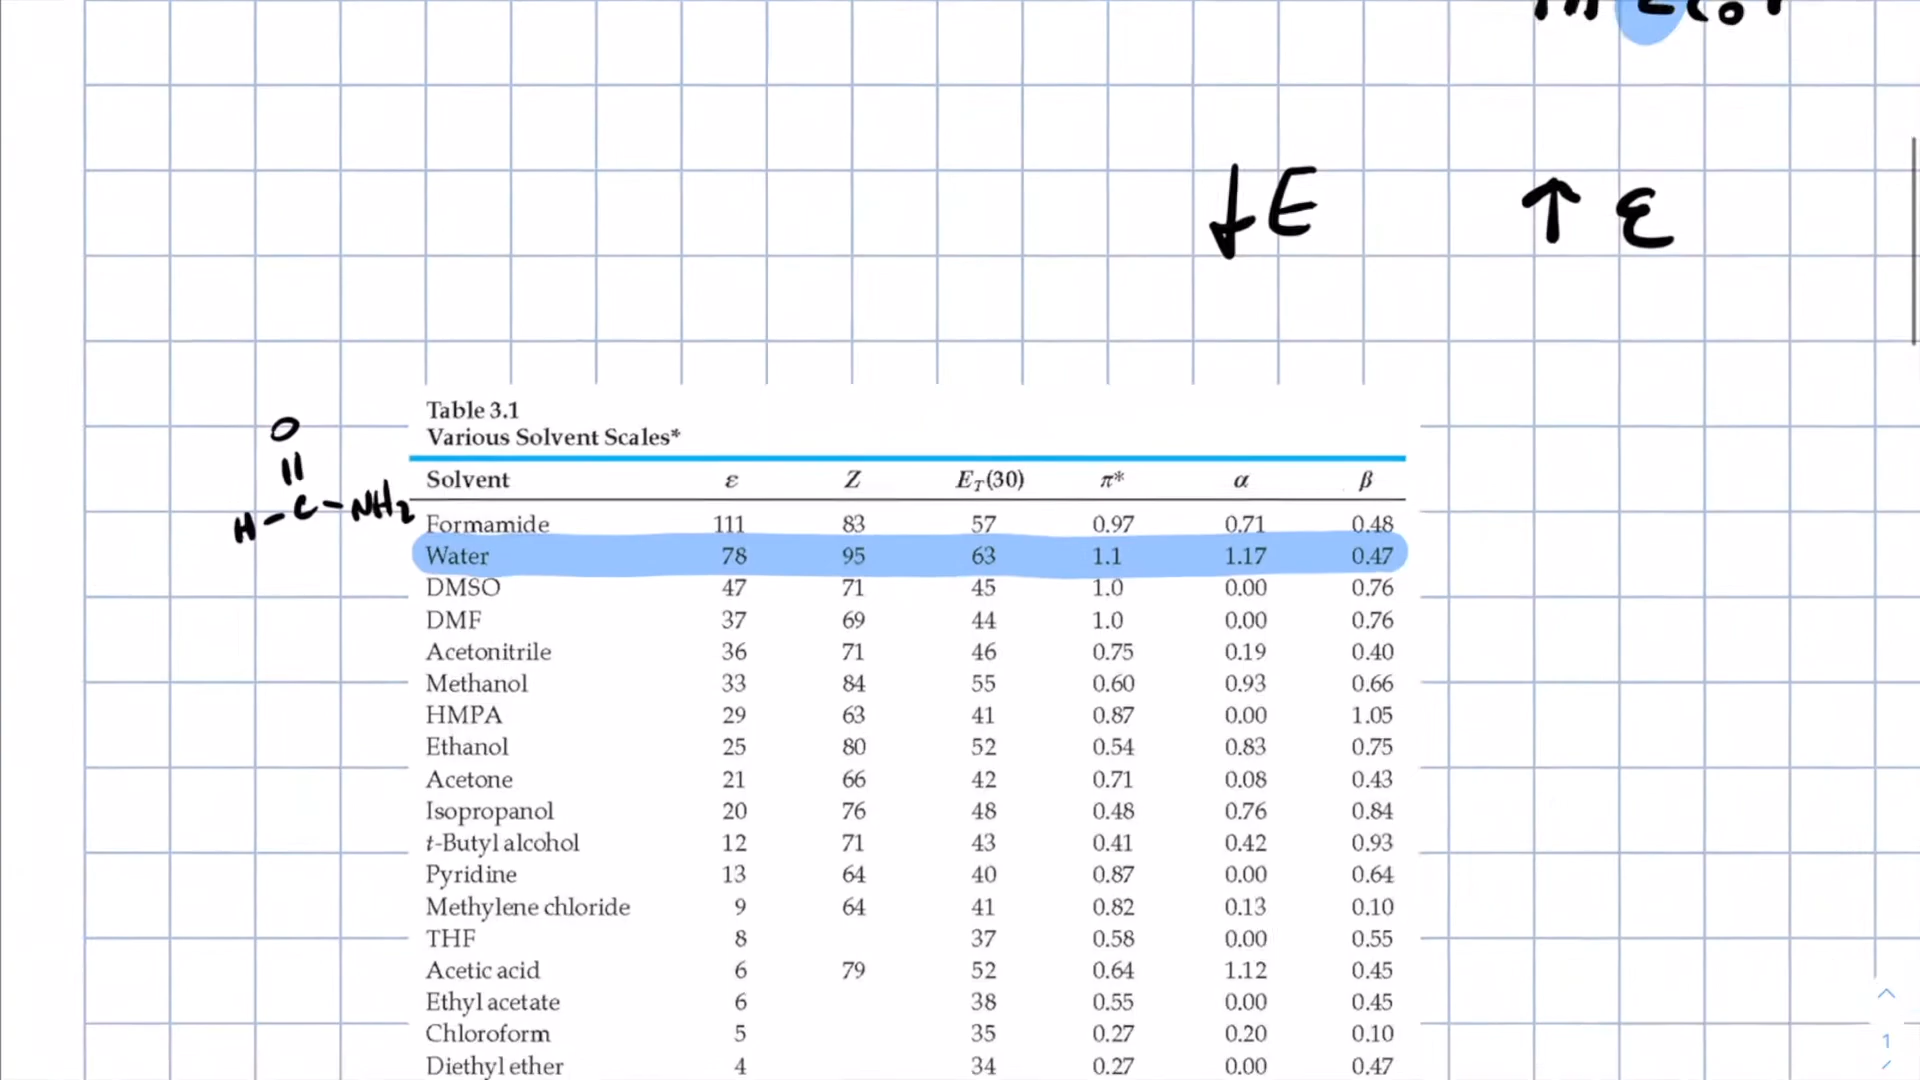 ↓E ↑ ε
O
||
H-C-NH2
Table 3.1
Various Solvent Scales*
Solvent ε Z ET(30) π* α β
Formamide 111 83 57 0.97 0.71 0.48
Water 78 95 63 1.1 1.17 0.47
DMSO 47 71 45 1.0 0.00 0.76
DMF 37 69 44 1.0 0.00 0.76
Acetonitrile 36 71 46 0.75 0.19 0.40
Methanol 33 84 55 0.60 0.93 0.66
HMPA 29 63 41 0.87 0.00 1.05
Ethanol 25 80 52 0.54 0.83 0.75
Acetone 21 66 42 0.71 0.08 0.43
Isopropanol 20 76 48 0.48 0.76 0.84
t-Butyl alcohol 12 71 43 0.41 0.42 0.93
Pyridine 13 64 40 0.87 0.00 0.64
Methylene chloride 9 64 41 0.82 0.13 0.10
THF 8 37 0.58 0.00 0.55
Acetic acid 6 79 52 0.64 1.12 0.45
Ethyl acetate 6 38 0.55 0.00 0.45
Chloroform 5 35 0.27 0.20 0.10
Diethyl ether 4 34 0.27 0.00 0.47
1